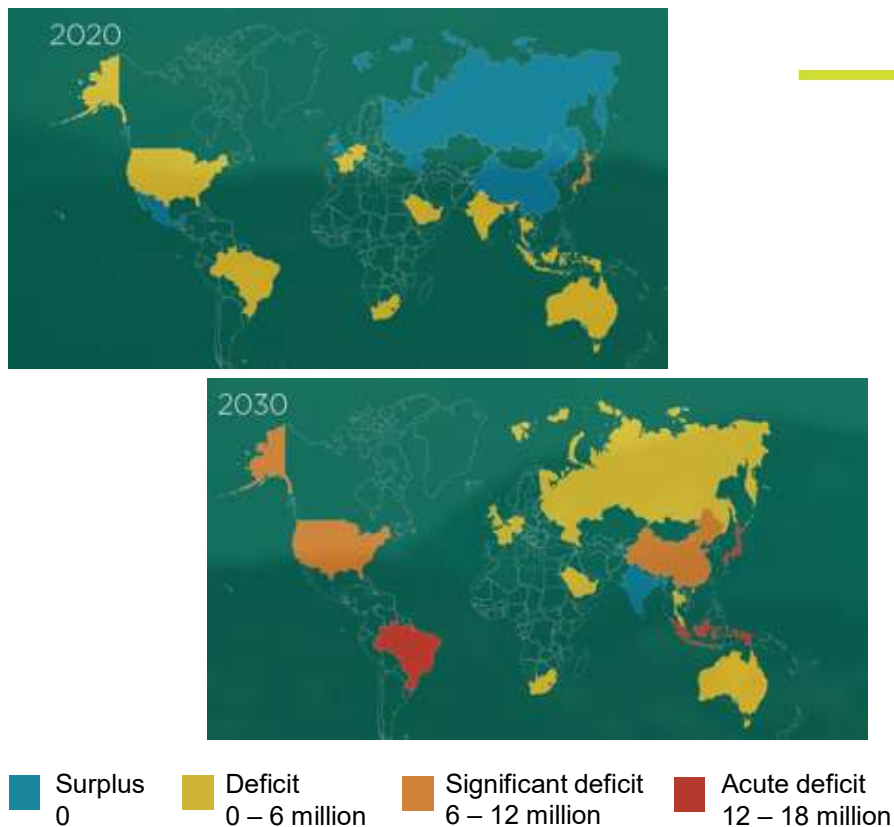 2020
2030
Surplus
0
Deficit
0 – 6 million
Significant deficit
6 – 12 million
Acute deficit
12 – 18 million